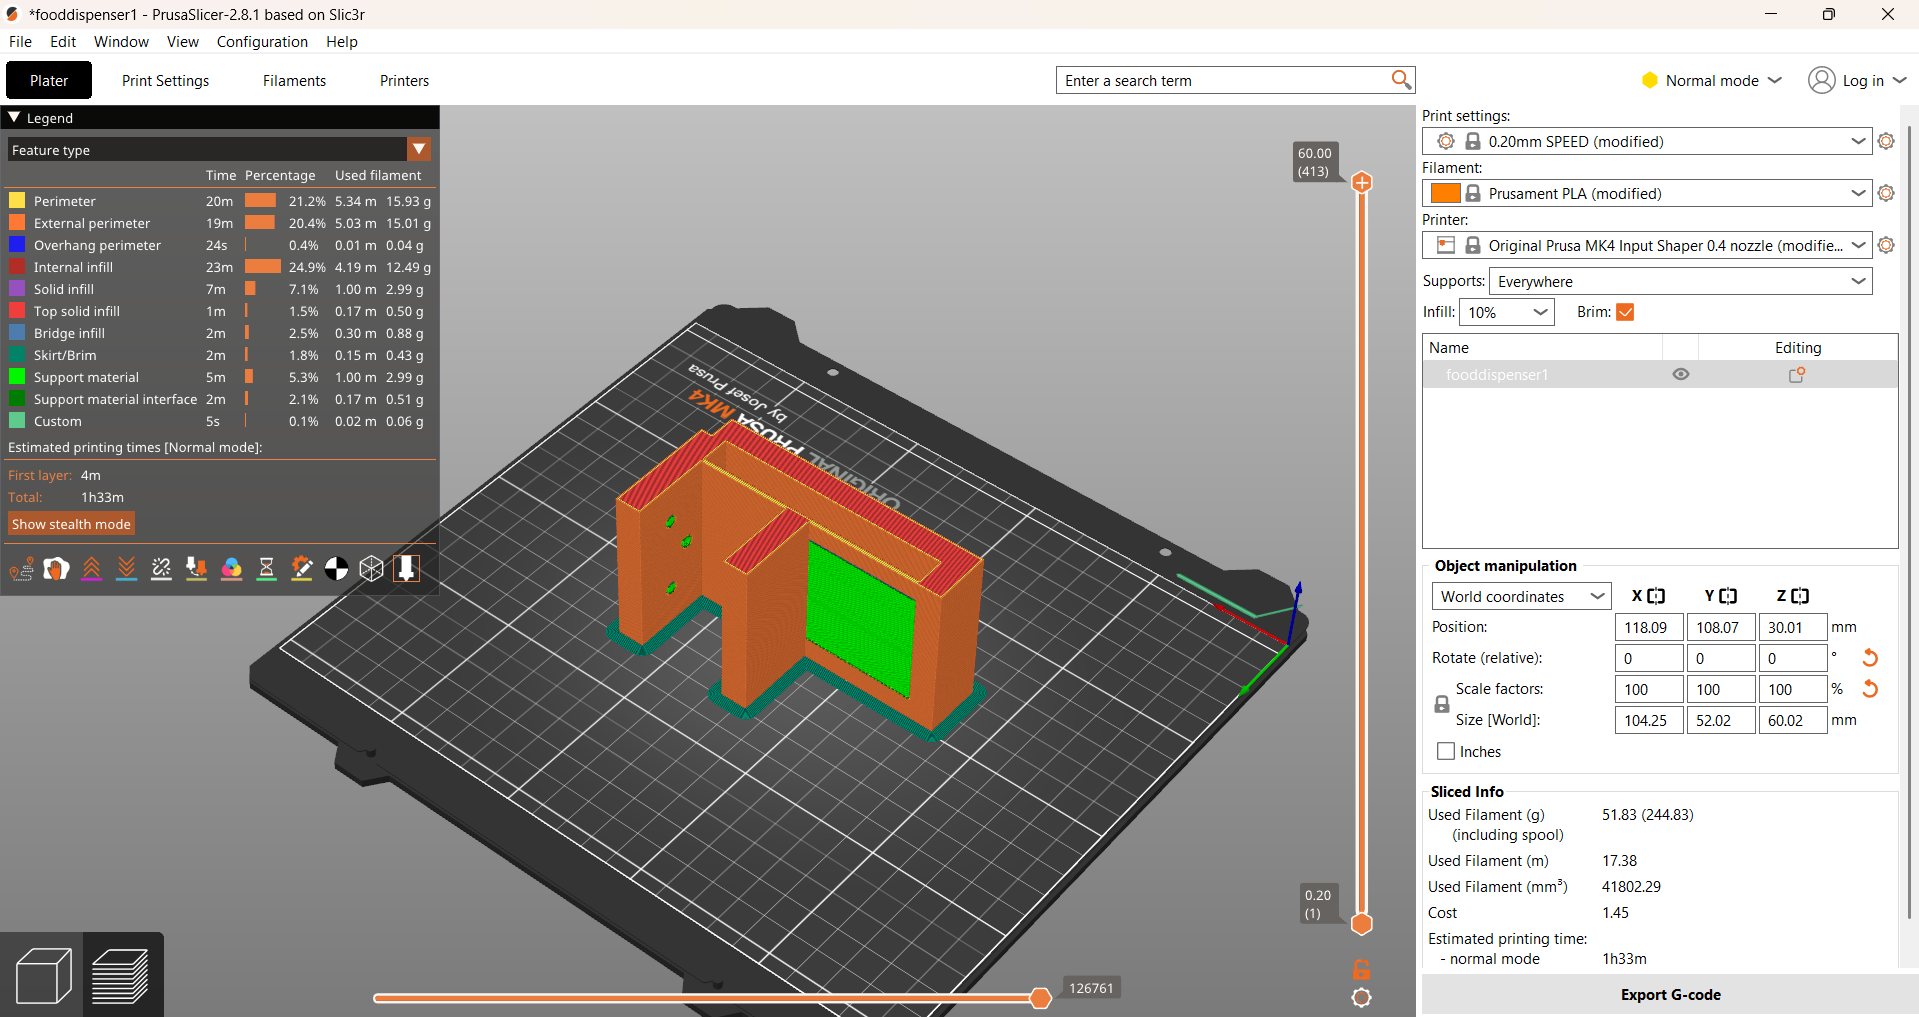 *fooddispenser1 - PrusaSlicer-2.8.1 based on Slic3r
File Edit Window View Configuration Help
Plater Print Settings Filaments Printers Enter a search term Normal mode Log in
Legend
Feature type
Time Percentage Used filament
Perimeter 20m 21.2% 5.34 m 15.93 g
External perimeter 19m 20.4% 5.03 m 15.01 g
Overhang perimeter 24s 0.4% 0.01 m 0.04 g
Internal infill 23m 24.9% 4.19 m 12.49 g
Solid infill 7m 7.1% 1.00 m 2.99 g
Top solid infill 1m 1.5% 0.17 m 0.50 g
Bridge infill 2m 2.5% 0.30 m 0.88 g
Skirt/Brim 2m 1.8% 0.15 m 0.43 g
Support material 5m 5.3% 1.00 m 2.99 g
Support material interface 2m 2.1% 0.17 m 0.51 g
Custom 5s 0.1% 0.02 m 0.06 g
Estimated printing times [Normal mode]:
First layer: 4m
Total: 1h33m
Show stealth mode
60.00
(413)
by Josef Prusa
ORIGINAL PRUSA MK4
0.20
(1)
126761
Print settings:
0.20mm SPEED (modified)
Filament:
Prusament PLA (modified)
Printer:
Original Prusa MK4 Input Shaper 0.4 nozzle (modifie...
Supports: Everywhere
Infill: 10% Brim:
Name Editing
fooddispenser1
Object manipulation
World coordinates X Y Z
Position: 118.09 108.07 30.01 mm
Rotate (relative): 0 0 0 °
Scale factors: 100 100 100 %
Size [World]: 104.25 52.02 60.02 mm
Inches
Sliced Info
Used Filament (g) 51.83 (244.83)
(including spool)
Used Filament (m) 17.38
Used Filament (mm³) 41802.29
Cost 1.45
Estimated printing time:
- normal mode 1h33m
Export G-code